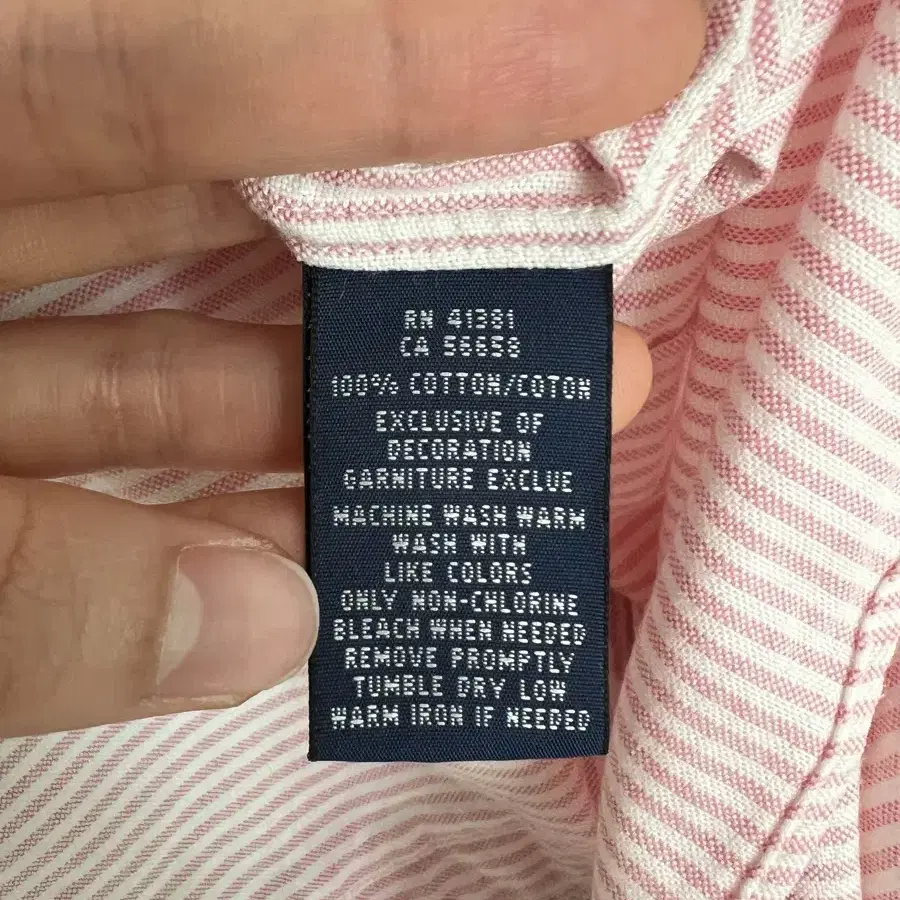 RN 41381
CA 56658
100% COTTON/COTON
EXCLUSIVE OF
DECORATION
GARNITURE EXCLUE
MACHINE WASH WARM
WASH WITH
LIKE COLORS
ONLY NON-CHLORINE
BLEACH WHEN NEEDED
REMOVE PROMPTLY
TUMBLE DRY LOW
WARM IRON IF NEEDED